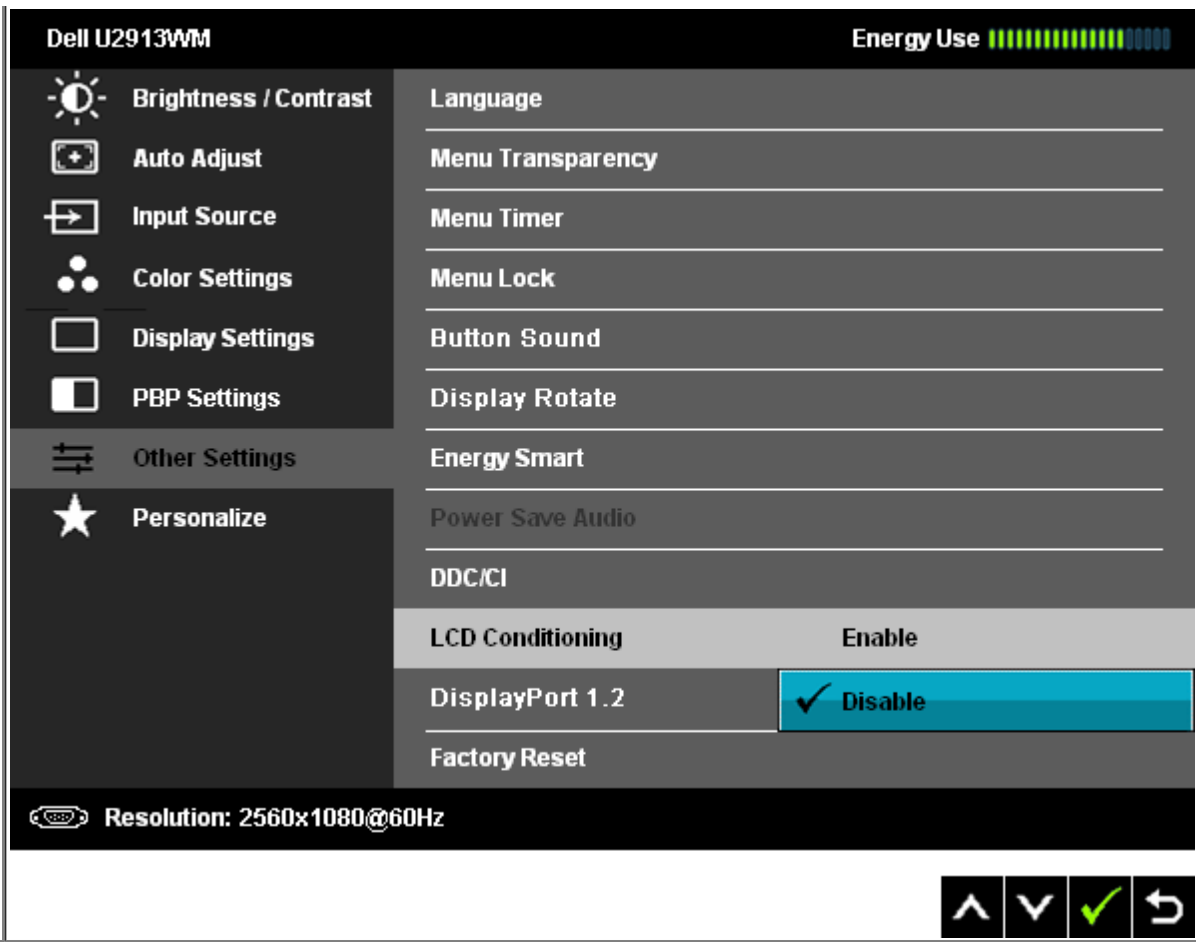 Dell U2913WM Energy Use
Brightness / Contrast Language
Auto Adjust Menu Transparency
Input Source Menu Timer
Color Settings Menu Lock
Display Settings Button Sound
PBP Settings Display Rotate
Other Settings Energy Smart
Personalize Power Save Audio
DDC/CI
LCD Conditioning Enable
DisplayPort 1.2 Disable
Factory Reset
Resolution: 2560x1080@60Hz